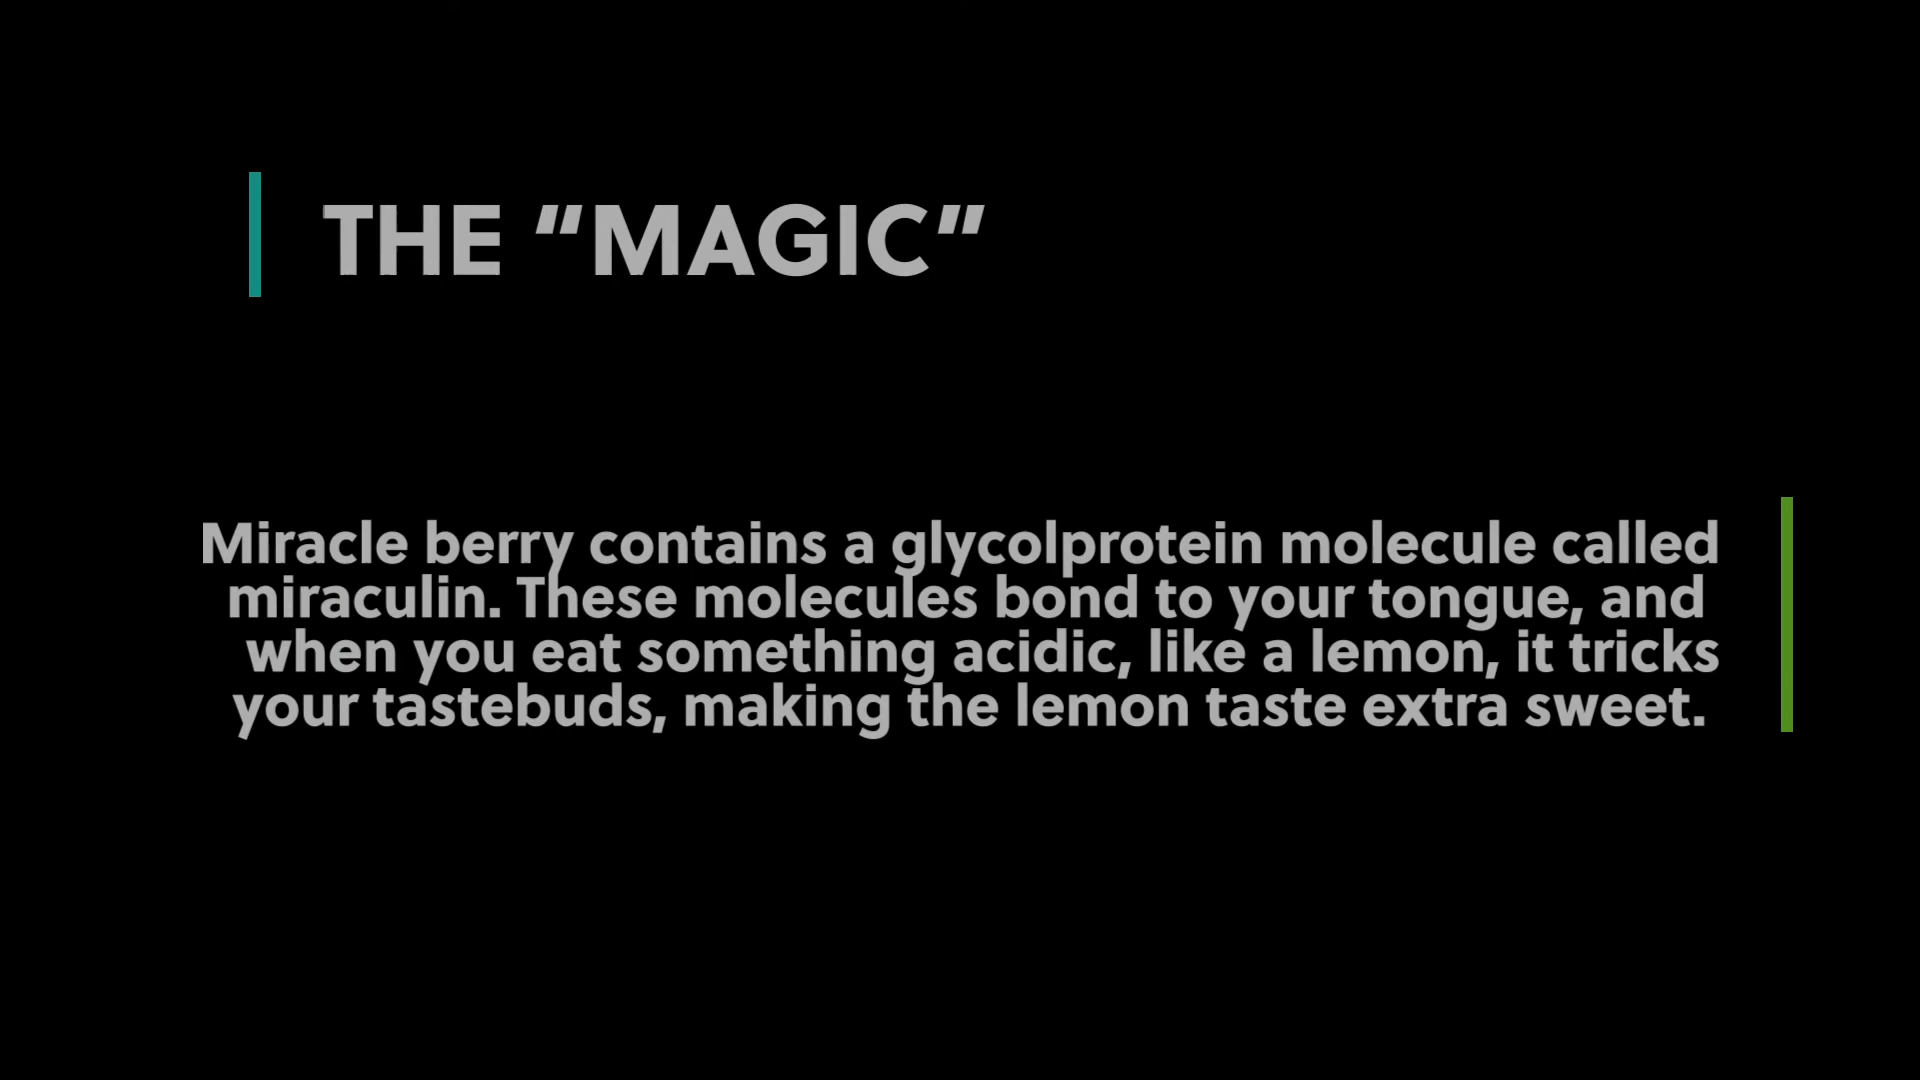 THE “MAGIC”
Miracle berry contains a glycolprotein molecule called
miraculin. These molecules bond to your tongue, and
when you eat something acidic, like a lemon, it tricks
your tastebuds, making the lemon taste extra sweet.